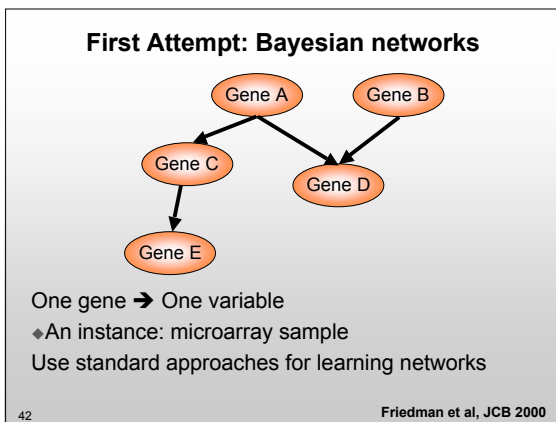 First Attempt: Bayesian networks
Gene A
Gene B
Gene C
Gene D
Gene E
One gene ➔ One variable
◆An instance: microarray sample
Use standard approaches for learning networks
42
Friedman et al, JCB 2000